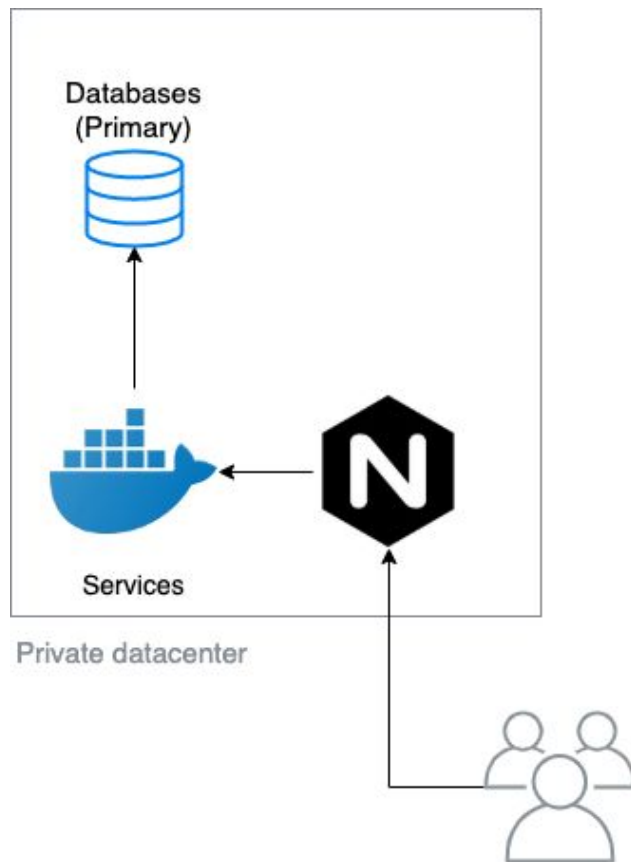 Databases
(Primary)
N
Services
Private datacenter